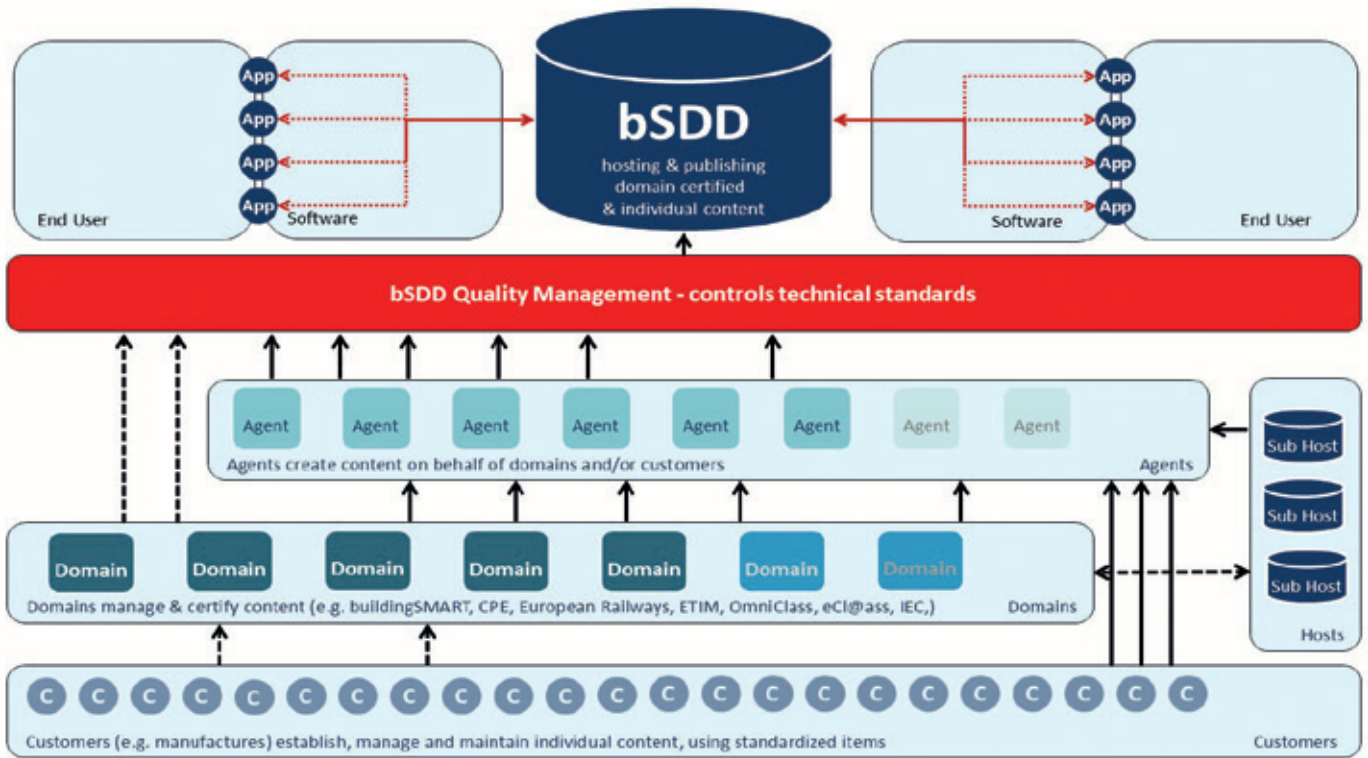 bSDD
hosting & publishing
domain certified
& individual content
App
App
App
App
End User
Software
App
App
App
App
Software
End User
bSDD Quality Management - controls technical standards
Agent Agent Agent Agent Agent Agent Agent Agent
Agents create content on behalf of domains and/or customers
Agents
Sub Host
Sub Host
Sub Host
Hosts
Domain Domain Domain Domain Domain Domain Domain
Domains manage & certify content (e.g. buildingSMART, CPE, European Railways, ETIM, OmniClass, eCl@ass, IEC,)
Domains
C C C C C C C C C C C C C C C C C C C C C C C
Customers (e.g. manufactures) establish, manage and maintain individual content, using standardized items
Customers